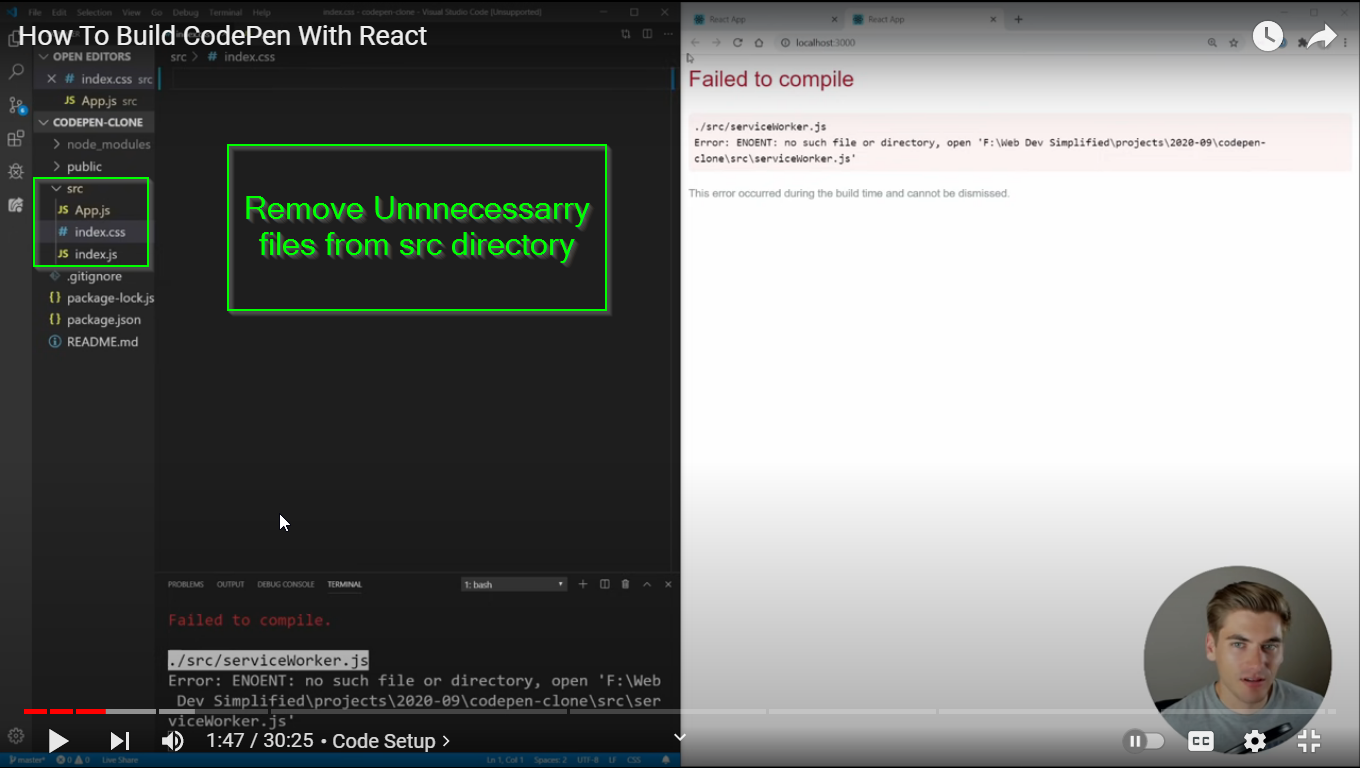 File Edit Selection View Go Debug Terminal Help
index.css - codepen-clone - Visual Studio Code [Unsupported]
How To Build CodePen With React
OPEN EDITORS
index.css src
App.js src
CODEPEN-CLONE
node_modules
public
src
App.js
index.css
index.js
.gitignore
package-lock.js
package.json
README.md
src > # index.css
Remove Unnnecessarry
files from src directory
PROBLEMS OUTPUT DEBUG CONSOLE TERMINAL
1: bash
Failed to compile.
./src/serviceWorker.js
Error: ENOENT: no such file or directory, open 'F:\Web
Dev Simplified\projects\2020-09\codepen-clone\src\ser
viceWorker.js'
React App
React App
localhost:3000
Failed to compile
./src/serviceWorker.js
Error: ENOENT: no such file or directory, open 'F:\Web Dev Simplified\projects\2020-09\codepen-
clone\src\serviceWorker.js'
This error occurred during the build time and cannot be dismissed.
1:47 / 30:25 • Code Setup >
CC
master* 0 0 Live Share
Ln 1, Col 1 Spaces: 2 UTF-8 LF CSS